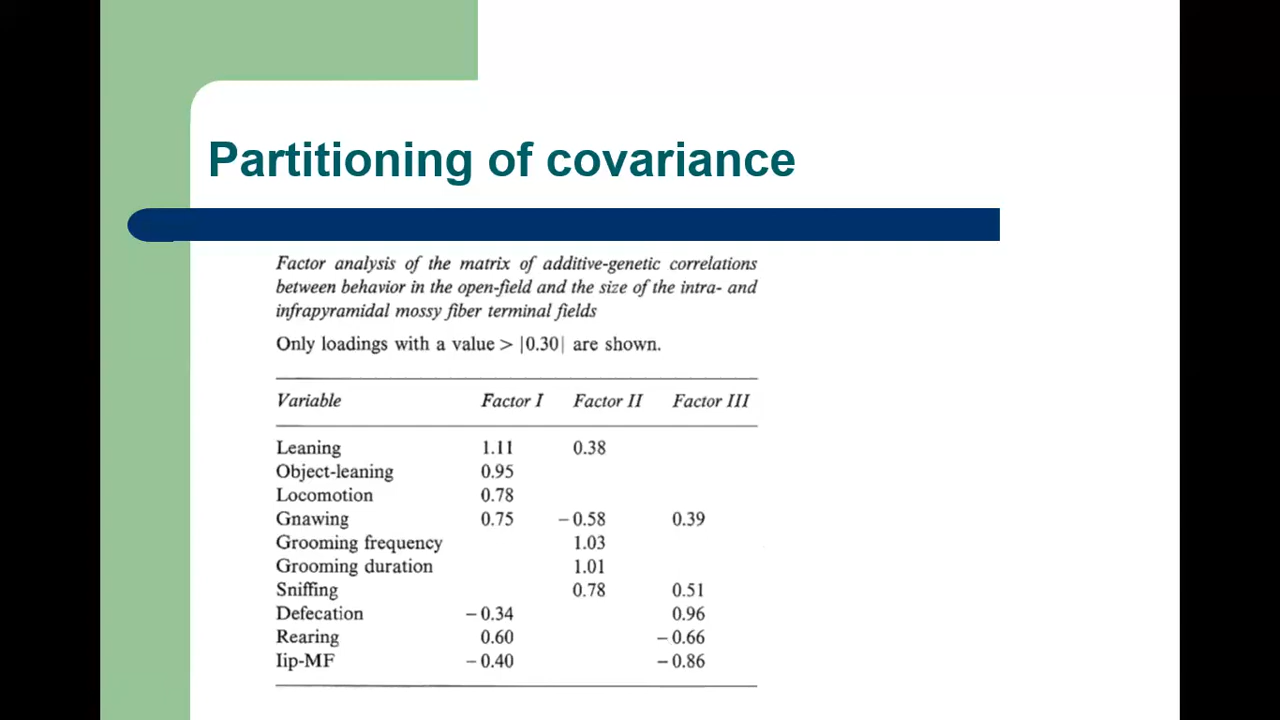 Partitioning of covariance
Factor analysis of the matrix of additive-genetic correlations
between behavior in the open-field and the size of the intra- and
infrapyramidal mossy fiber terminal fields
Only loadings with a value > |0.30| are shown.
Variable Factor I Factor II Factor III
Leaning 1.11 0.38
Object-leaning 0.95
Locomotion 0.78
Gnawing 0.75 −0.58 0.39
Grooming frequency 1.03
Grooming duration 1.01
Sniffing 0.78 0.51
Defecation −0.34 0.96
Rearing 0.60 −0.66
Iip-MF −0.40 −0.86